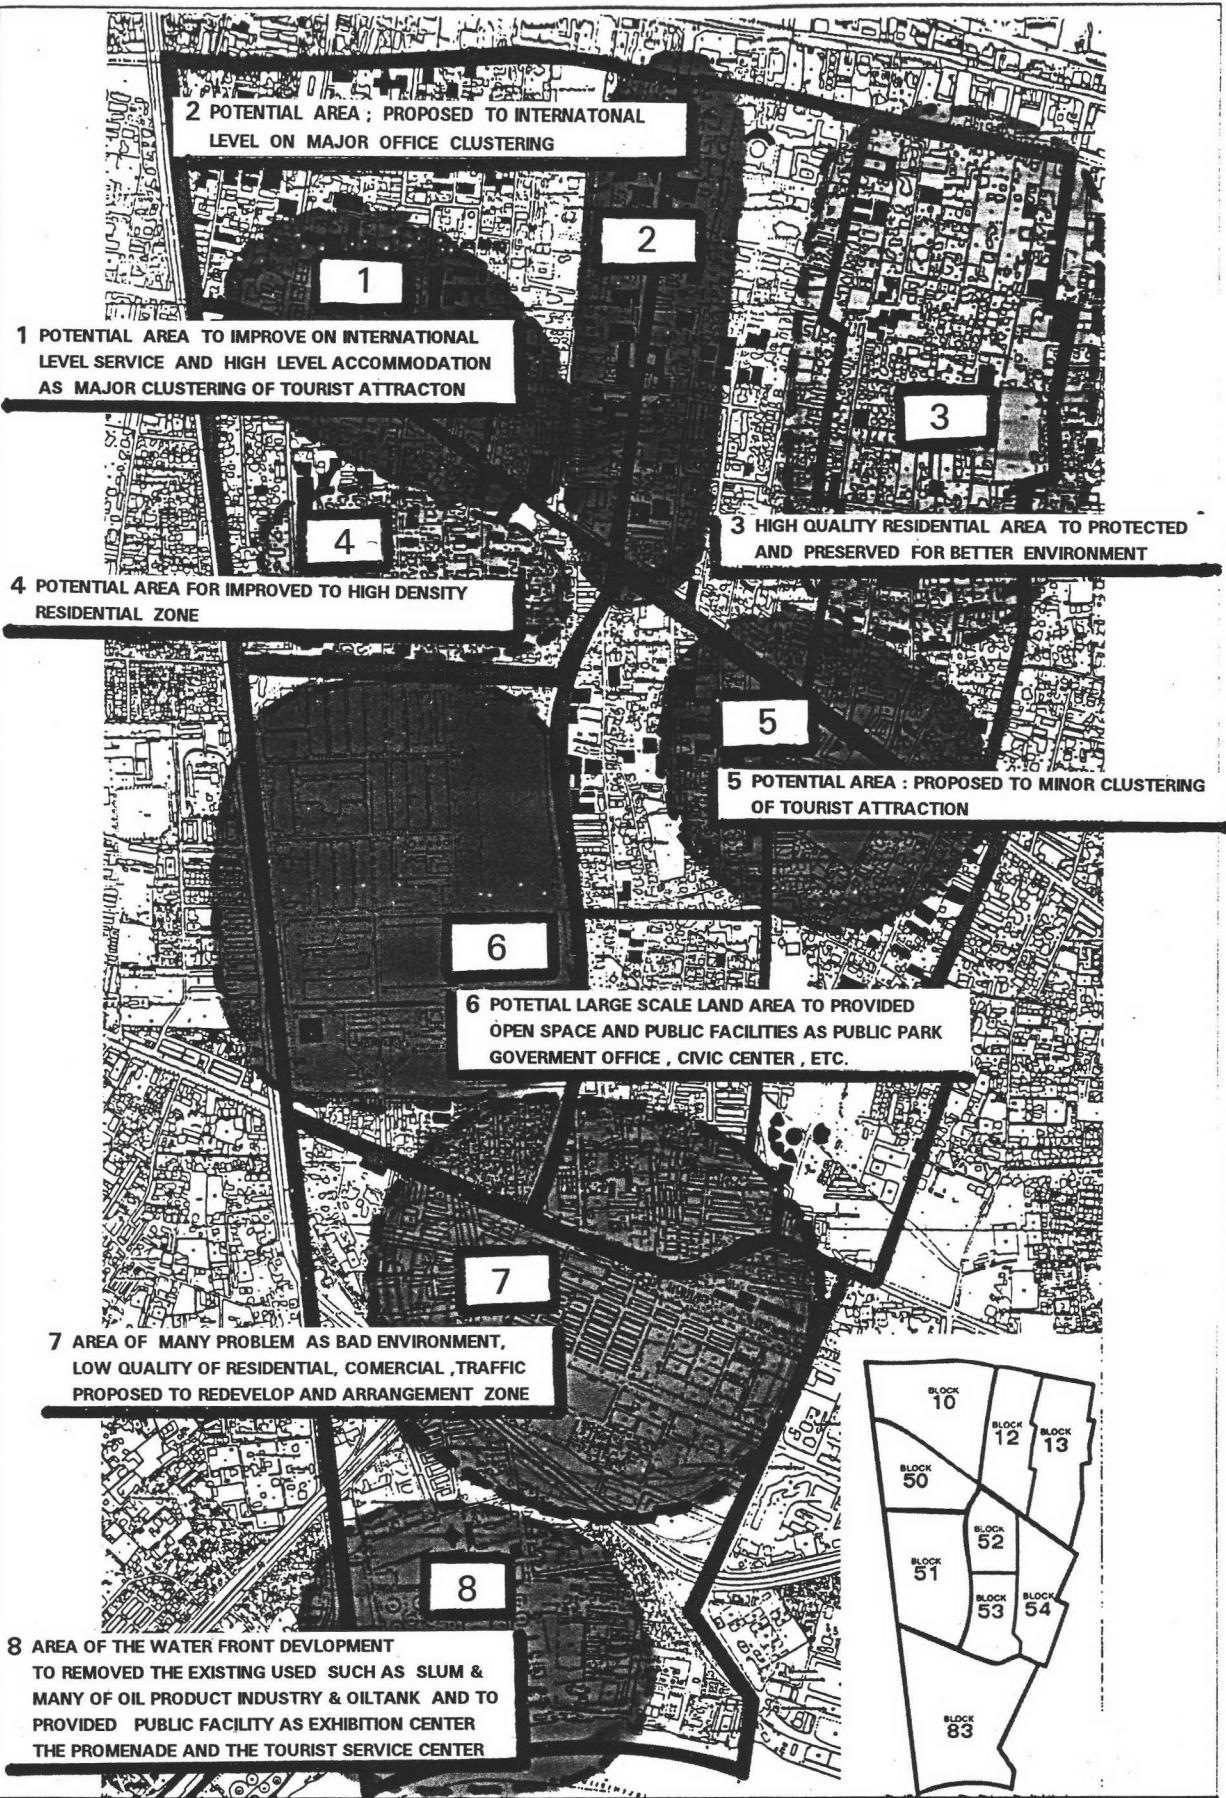 2 POTENTIAL AREA ; PROPOSED TO INTERNATONAL
LEVEL ON MAJOR OFFICE CLUSTERING
2
1
3
1 POTENTIAL AREA TO IMPROVE ON INTERNATIONAL
LEVEL SERVICE AND HIGH LEVEL ACCOMMODATION
AS MAJOR CLUSTERING OF TOURIST ATTRACTON
4
3 HIGH QUALITY RESIDENTIAL AREA TO PROTECTED
AND PRESERVED FOR BETTER ENVIRONMENT
4 POTENTIAL AREA FOR IMPROVED TO HIGH DENSITY
RESIDENTIAL ZONE
5
5 POTENTIAL AREA : PROPOSED TO MINOR CLUSTERING
OF TOURIST ATTRACTION
6
6 POTETIAL LARGE SCALE LAND AREA TO PROVIDED
OPEN SPACE AND PUBLIC FACILITIES AS PUBLIC PARK
GOVERMENT OFFICE , CIVIC CENTER , ETC.
7
7 AREA OF MANY PROBLEM AS BAD ENVIRONMENT,
LOW QUALITY OF RESIDENTIAL, COMERCIAL ,TRAFFIC
PROPOSED TO REDEVELOP AND ARRANGEMENT ZONE
8
8 AREA OF THE WATER FRONT DEVLOPMENT
TO REMOVED THE EXISTING USED SUCH AS SLUM &
MANY OF OIL PRODUCT INDUSTRY & OILTANK AND TO
PROVIDED PUBLIC FACILITY AS EXHIBITION CENTER
THE PROMENADE AND THE TOURIST SERVICE CENTER
BLOCK
10
BLOCK
12
BLOCK
13
BLOCK
50
BLOCK
52
BLOCK
51
BLOCK
53
BLOCK
54
BLOCK
83